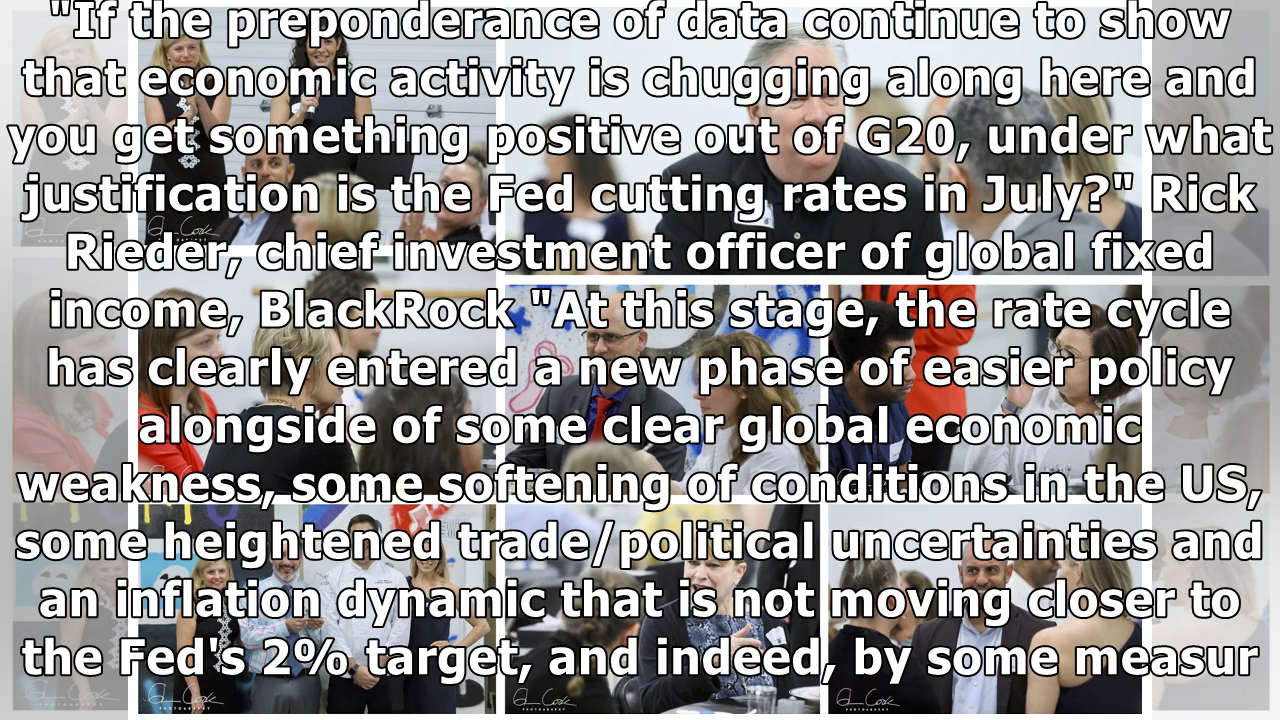 "If the preponderance of data continue to show
that economic activity is chugging along here and
you get something positive out of G20, under what
justification is the Fed cutting rates in July?" Rick
Rieder, chief investment officer of global fixed
income, BlackRock "At this stage, the rate cycle
has clearly entered a new phase of easier policy
alongside of some clear global economic
weakness, some softening of conditions in the US,
some heightened trade/political uncertainties and
an inflation dynamic that is not moving closer to
the Fed's 2% target, and indeed, by some measur